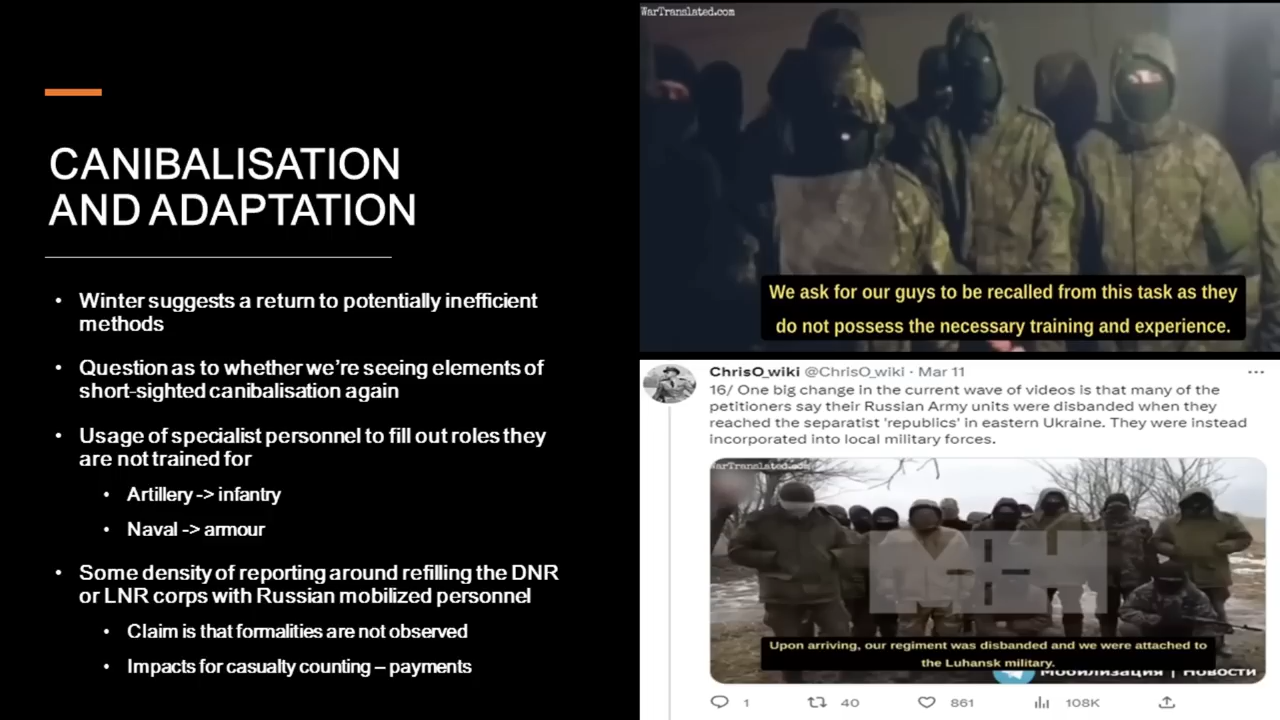 CANIBALISATION
AND ADAPTATION
• Winter suggests a return to potentially inefficient
methods
• Question as to whether we're seeing elements of
short-sighted canibalisation again
• Usage of specialist personnel to fill out roles they
are not trained for
• Artillery -> infantry
• Naval -> armour
• Some density of reporting around refilling the DNR
or LNR corps with Russian mobilized personnel
• Claim is that formalities are not observed
• Impacts for casualty counting – payments
WarTranslated.com
We ask for our guys to be recalled from this task as they
do not possess the necessary training and experience.
ChrisO_wiki @ChrisO_wiki · Mar 11
16/ One big change in the current wave of videos is that many of the
petitioners say their Russian Army units were disbanded when they
reached the separatist 'republics' in eastern Ukraine. They were instead
incorporated into local military forces.
WarTranslated.com
Upon arriving, our regiment was disbanded and we were attached to
the Luhansk military.
Мобилизация | Новости
1 40 861 108K